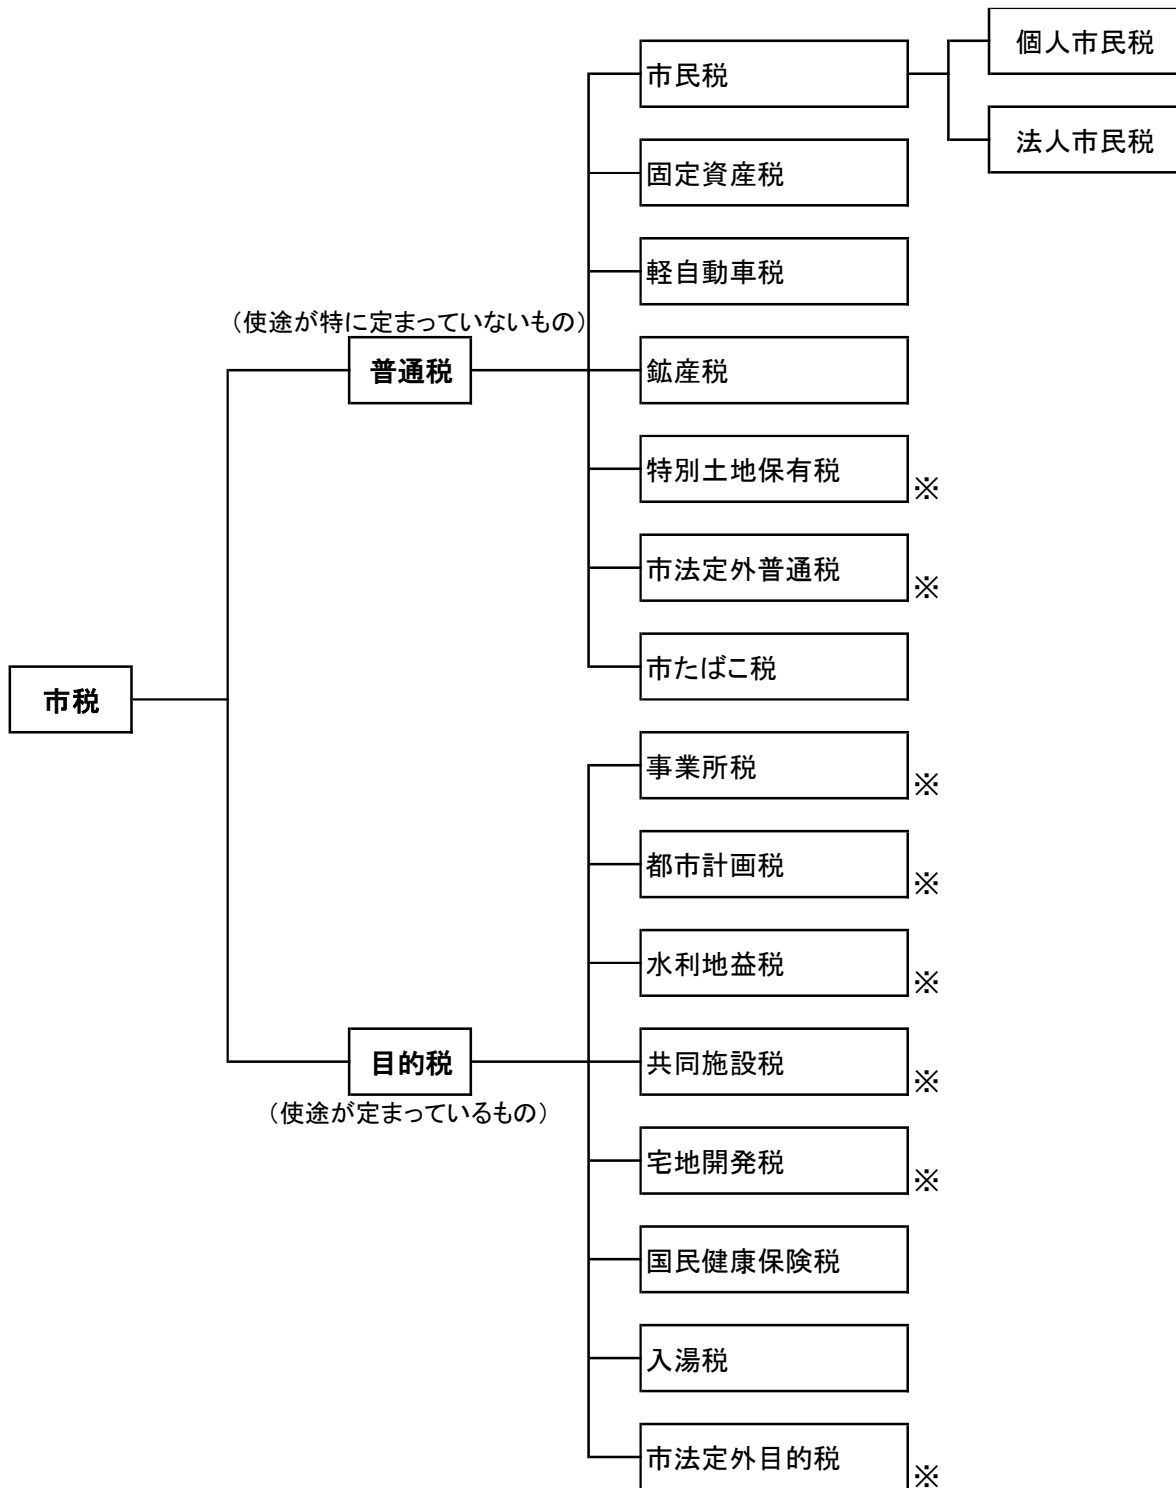 個人市民税
市民税
法人市民税
固定資産税
軽自動車税
（使途が特に定まっていないもの）
普通税
鉱産税
特別土地保有税
※
市法定外普通税
※
市たばこ税
市税
事業所税
※
都市計画税
※
水利地益税
※
目的税
共同施設税
※
（使途が定まっているもの）
宅地開発税
※
国民健康保険税
入湯税
市法定外目的税
※